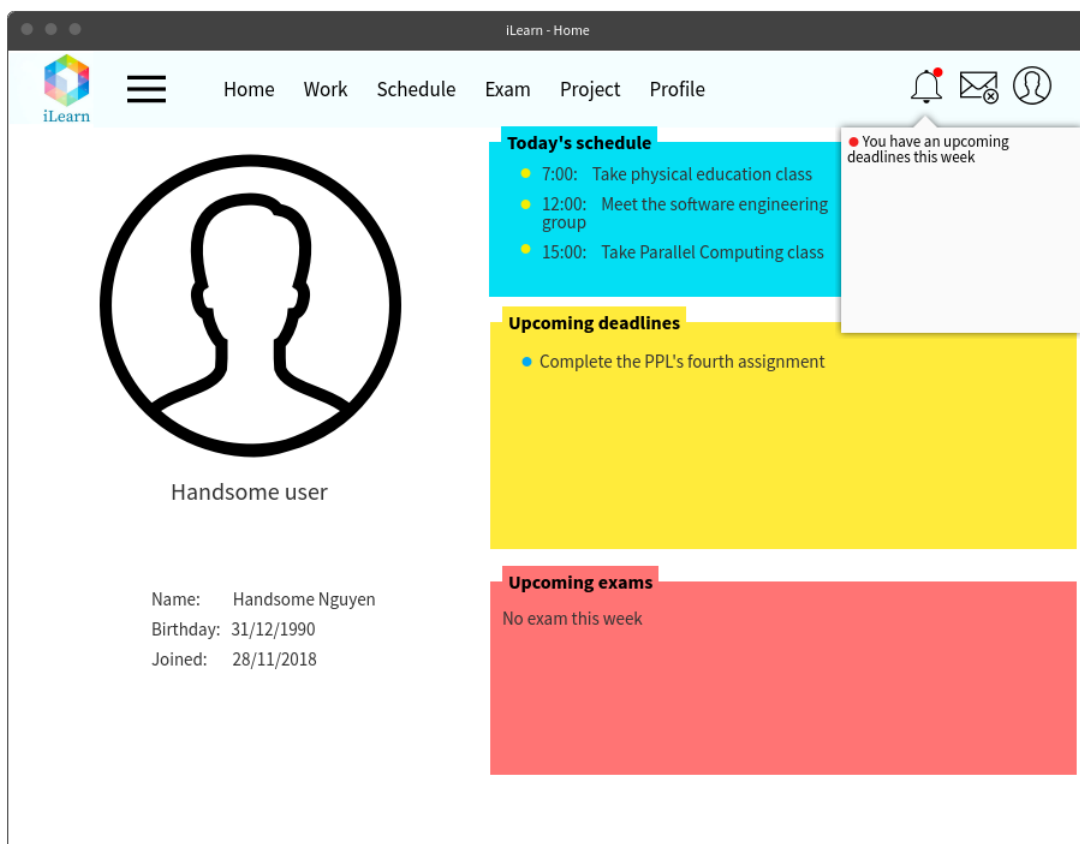 iLearn - Home
iLearn
Home Work Schedule Exam Project Profile
You have an upcoming
deadlines this week
Today's schedule
7:00: Take physical education class
12:00: Meet the software engineering
group
15:00: Take Parallel Computing class
Upcoming deadlines
Complete the PPL's fourth assignment
Handsome user
Upcoming exams
No exam this week
Name: Handsome Nguyen
Birthday: 31/12/1990
Joined: 28/11/2018